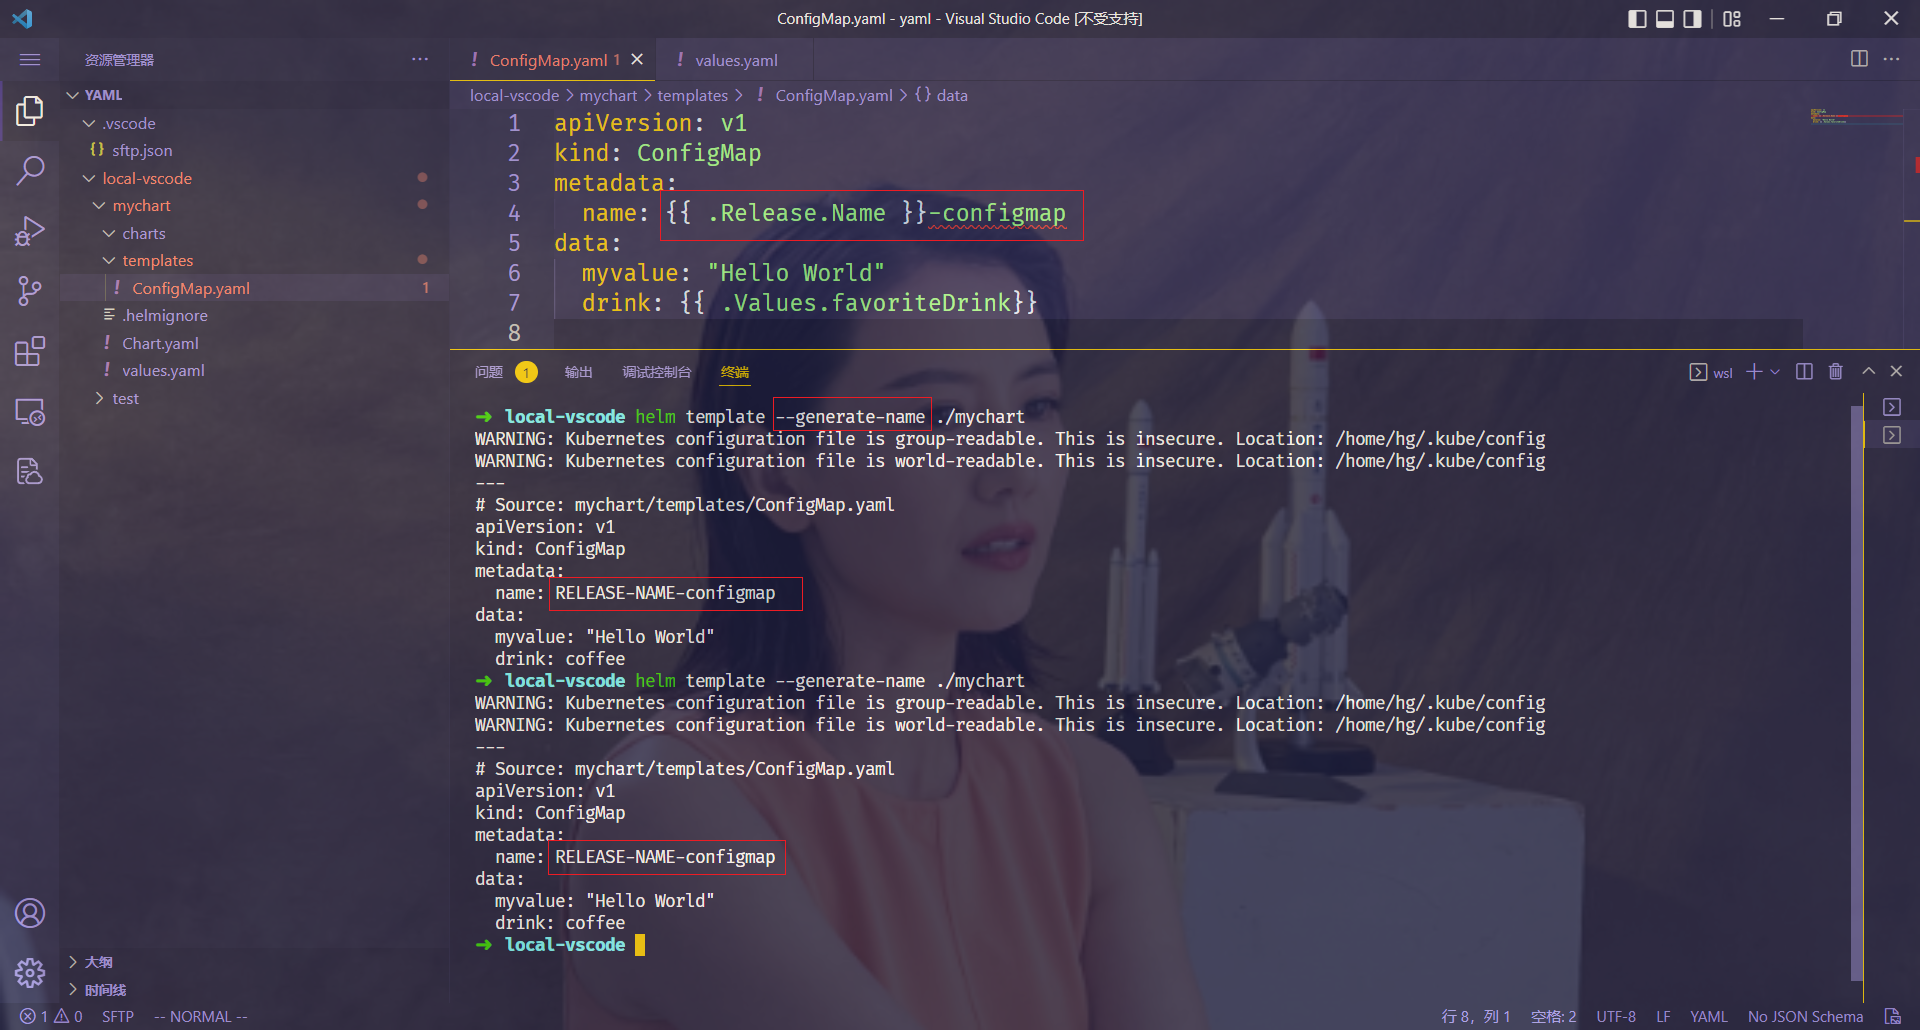 ConfigMap.yaml - yaml - Visual Studio Code [不受支持]
资源管理器
YAML
.vscode
{} sftp.json
local-vscode
mychart
charts
templates
! ConfigMap.yaml 1
.helmignore
! Chart.yaml
! values.yaml
test
大纲
时间线
! ConfigMap.yaml 1
! values.yaml
local-vscode > mychart > templates > ! ConfigMap.yaml > {} data
1 apiVersion: v1
2 kind: ConfigMap
3 metadata:
4   name: {{ .Release.Name }}-configmap
5 data:
6   myvalue: "Hello World"
7   drink: {{ .Values.favoriteDrink}}
8
问题 1 输出 调试控制台 终端
wsl
➜ local-vscode helm template --generate-name ./mychart
WARNING: Kubernetes configuration file is group-readable. This is insecure. Location: /home/hg/.kube/config
WARNING: Kubernetes configuration file is world-readable. This is insecure. Location: /home/hg/.kube/config
---
# Source: mychart/templates/ConfigMap.yaml
apiVersion: v1
kind: ConfigMap
metadata:
  name: RELEASE-NAME-configmap
data:
  myvalue: "Hello World"
  drink: coffee
➜ local-vscode helm template --generate-name ./mychart
WARNING: Kubernetes configuration file is group-readable. This is insecure. Location: /home/hg/.kube/config
WARNING: Kubernetes configuration file is world-readable. This is insecure. Location: /home/hg/.kube/config
---
# Source: mychart/templates/ConfigMap.yaml
apiVersion: v1
kind: ConfigMap
metadata:
  name: RELEASE-NAME-configmap
data:
  myvalue: "Hello World"
  drink: coffee
➜ local-vscode
1 0 SFTP -- NORMAL --
行 8，列 1 空格: 2 UTF-8 LF YAML No JSON Schema